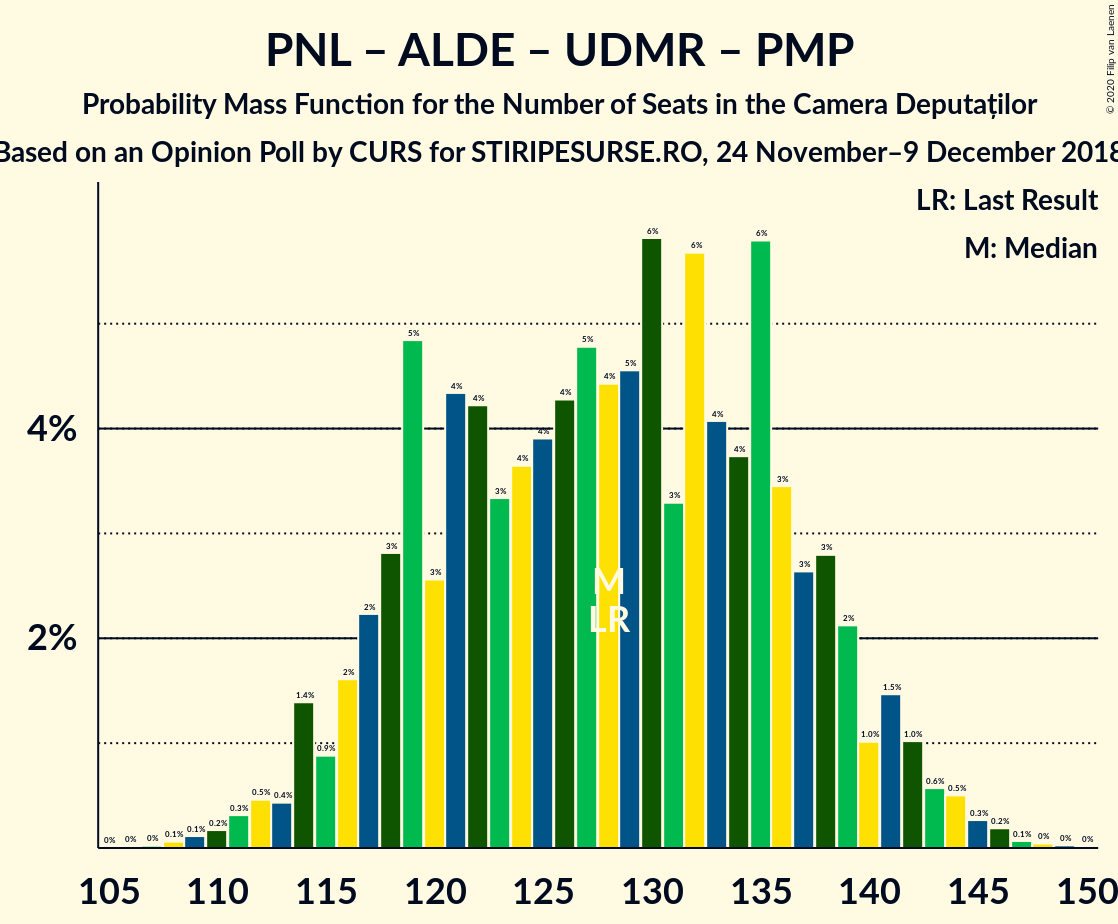 PNL – ALDE – UDMR – PMP
Probability Mass Function for the Number of Seats in the Camera Deputaților
Based on an Opinion Poll by CURS for STIRIPESURSE.RO, 24 November–9 December 2018
© 2020 Filip van Laenen
LR: Last Result
M: Median
4%
2%
0% 0% 0% 0.1% 0.1% 0.2% 0.3% 0.5% 0.4% 1.4% 0.9% 2% 2% 3% 5% 3% 4% 4% 3% 4% 4% 4% 5% 4% 5% 6% 3% 6% 4% 4% 6% 3% 3% 3% 2% 1.0% 1.5% 1.0% 0.6% 0.5% 0.3% 0.2% 0.1% 0% 0% 0%
M
LR
105 110 115 120 125 130 135 140 145 150